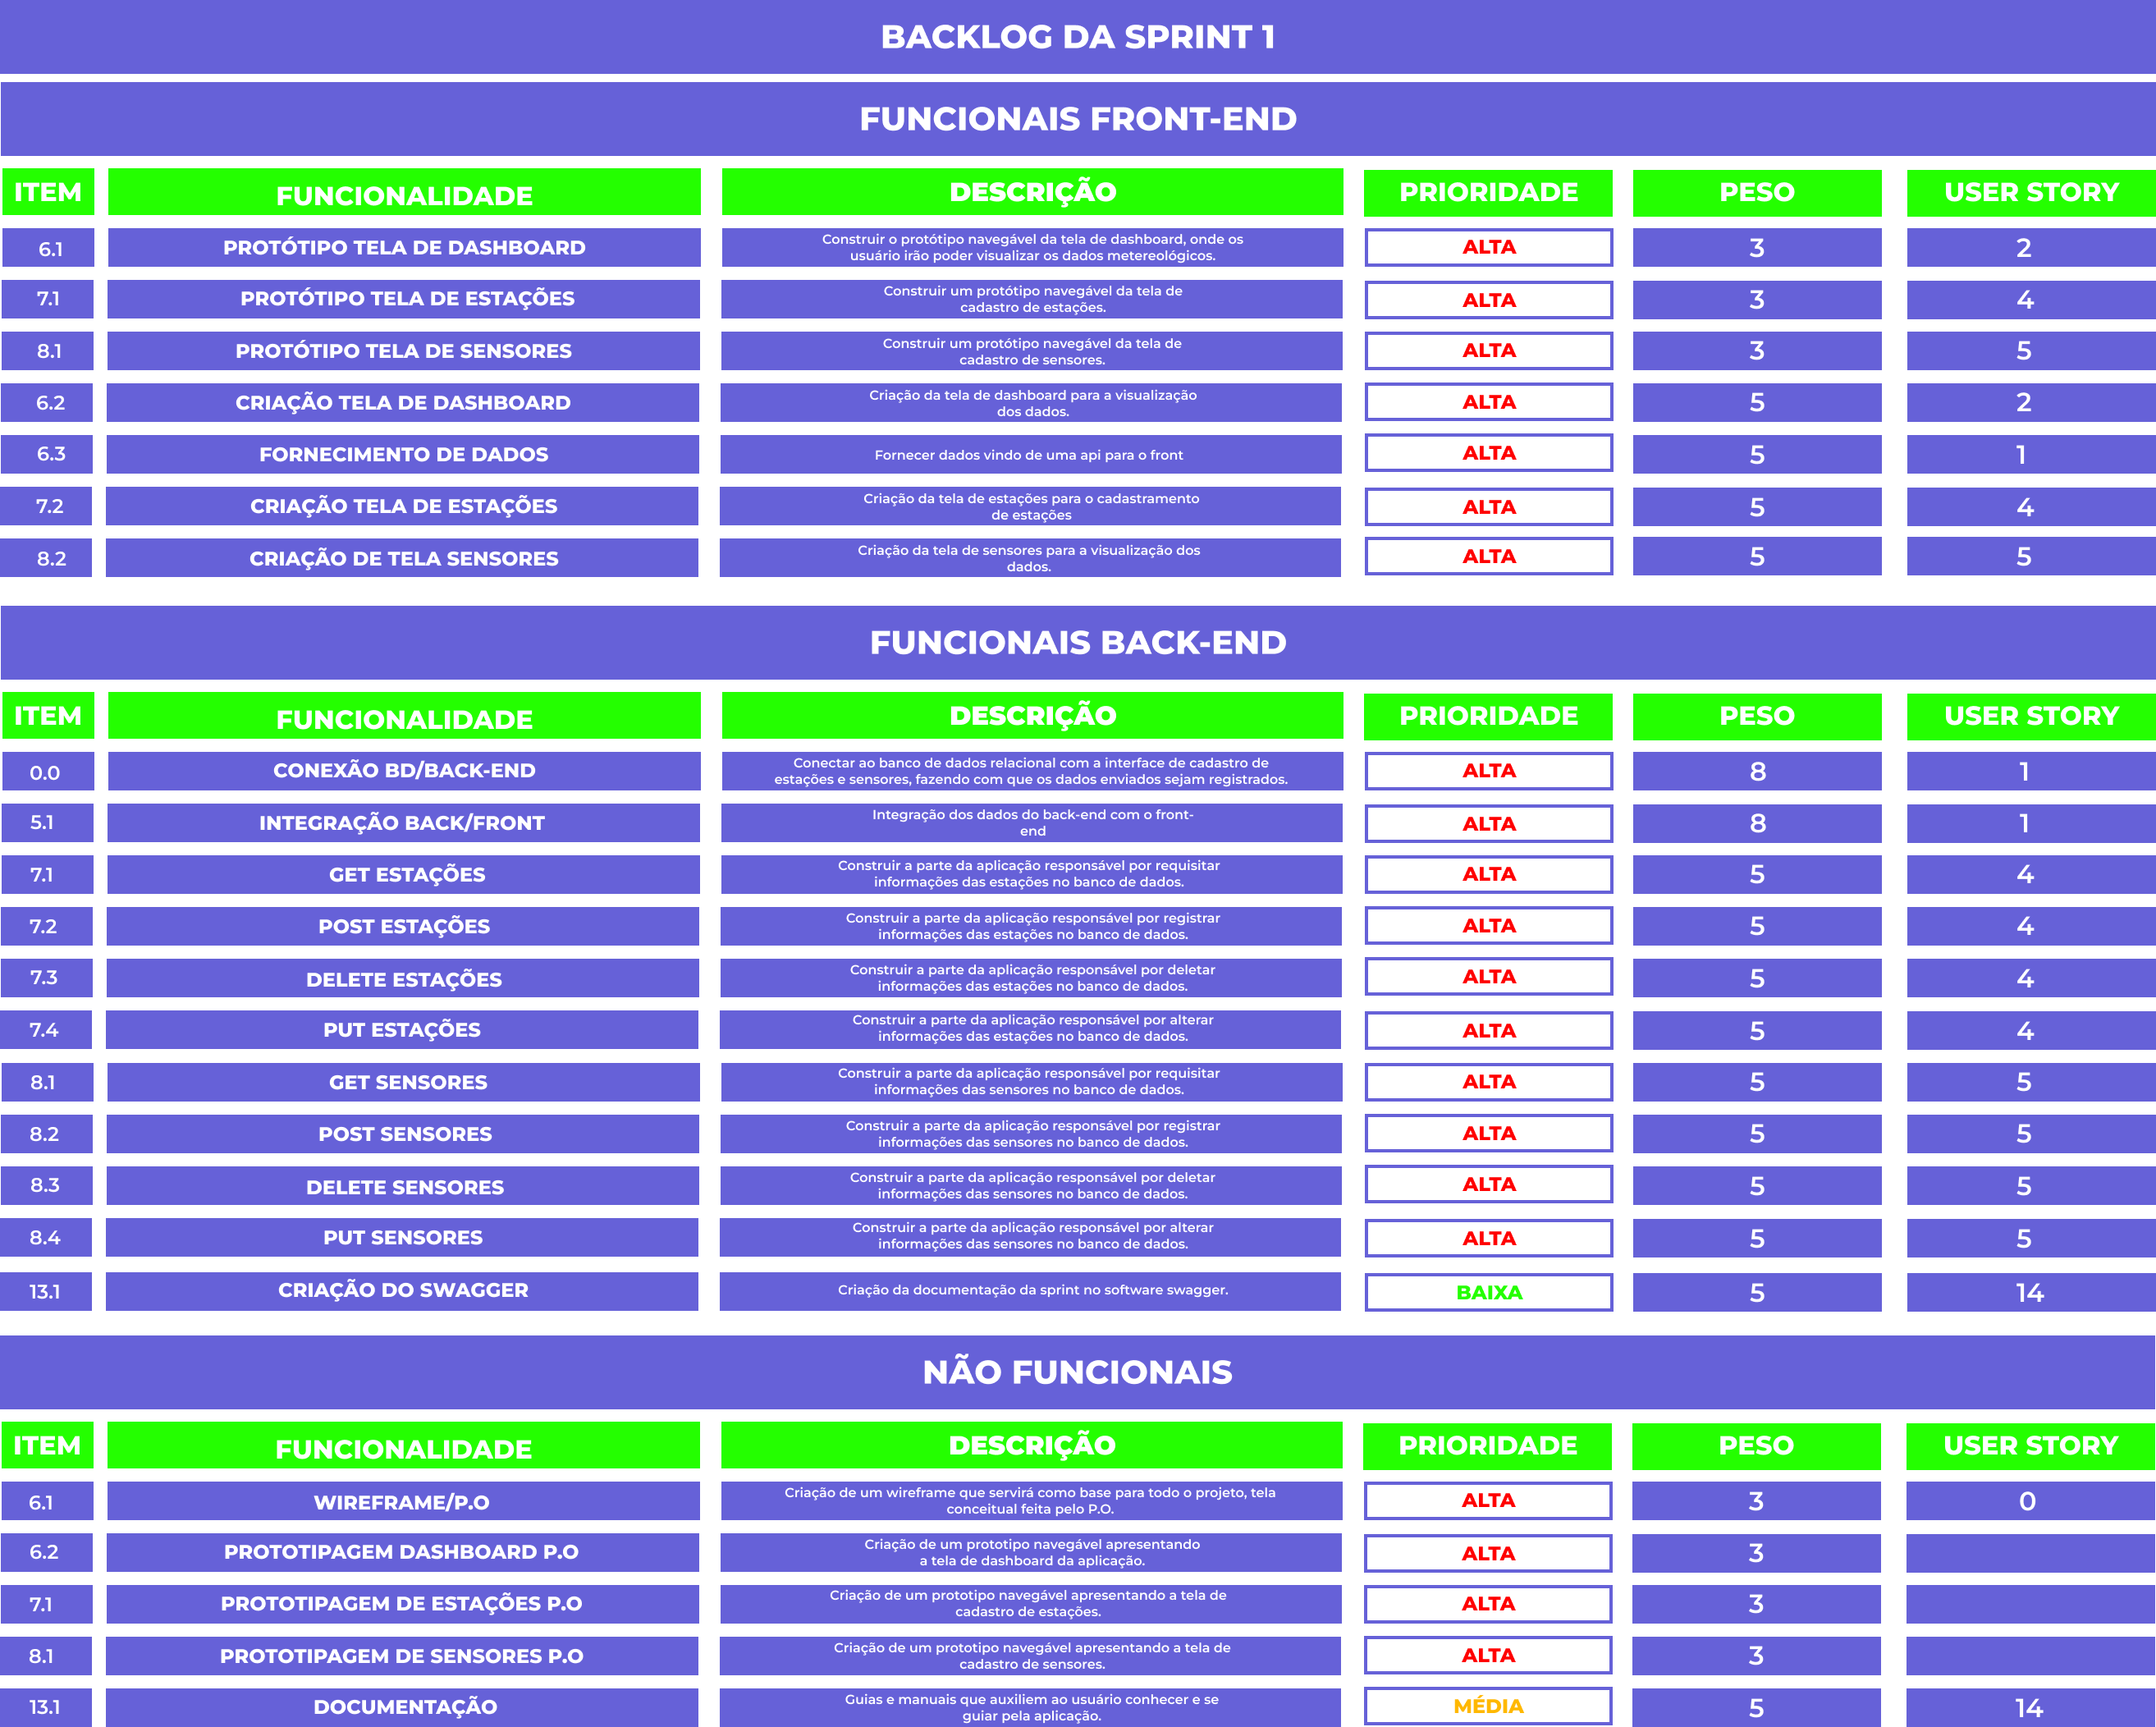 BACKLOG DA SPRINT 1
FUNCIONAIS FRONT-END
ITEM FUNCIONALIDADE DESCRIÇÃO PRIORIDADE PESO USER STORY
6.1 PROTÓTIPO TELA DE DASHBOARD Construir o protótipo navegável da tela de dashboard, onde os
usuário irão poder visualizar os dados metereológicos. ALTA 3 2
7.1 PROTÓTIPO TELA DE ESTAÇÕES Construir um protótipo navegável da tela de
cadastro de estações. ALTA 3 4
8.1 PROTÓTIPO TELA DE SENSORES Construir um protótipo navegável da tela de
cadastro de sensores. ALTA 3 5
6.2 CRIAÇÃO TELA DE DASHBOARD Criação da tela de dashboard para a visualização
dos dados. ALTA 5 2
6.3 FORNECIMENTO DE DADOS Fornecer dados vindo de uma api para o front ALTA 5 1
7.2 CRIAÇÃO TELA DE ESTAÇÕES Criação da tela de estações para o cadastramento
de estações ALTA 5 4
8.2 CRIAÇÃO DE TELA SENSORES Criação da tela de sensores para a visualização dos
dados. ALTA 5 5
FUNCIONAIS BACK-END
ITEM FUNCIONALIDADE DESCRIÇÃO PRIORIDADE PESO USER STORY
0.0 CONEXÃO BD/BACK-END Conectar ao banco de dados relacional com a interface de cadastro de
estações e sensores, fazendo com que os dados enviados sejam registrados. ALTA 8 1
5.1 INTEGRAÇÃO BACK/FRONT Integração dos dados do back-end com o front-
end ALTA 8 1
7.1 GET ESTAÇÕES Construir a parte da aplicação responsável por requisitar
informações das estações no banco de dados. ALTA 5 4
7.2 POST ESTAÇÕES Construir a parte da aplicação responsável por registrar
informações das estações no banco de dados. ALTA 5 4
7.3 DELETE ESTAÇÕES Construir a parte da aplicação responsável por deletar
informações das estações no banco de dados. ALTA 5 4
7.4 PUT ESTAÇÕES Construir a parte da aplicação responsável por alterar
informações das estações no banco de dados. ALTA 5 4
8.1 GET SENSORES Construir a parte da aplicação responsável por requisitar
informações das sensores no banco de dados. ALTA 5 5
8.2 POST SENSORES Construir a parte da aplicação responsável por registrar
informações das sensores no banco de dados. ALTA 5 5
8.3 DELETE SENSORES Construir a parte da aplicação responsável por deletar
informações das sensores no banco de dados. ALTA 5 5
8.4 PUT SENSORES Construir a parte da aplicação responsável por alterar
informações das sensores no banco de dados. ALTA 5 5
13.1 CRIAÇÃO DO SWAGGER Criação da documentação da sprint no software swagger. BAIXA 5 14
NÃO FUNCIONAIS
ITEM FUNCIONALIDADE DESCRIÇÃO PRIORIDADE PESO USER STORY
6.1 WIREFRAME/P.O Criação de um wireframe que servirá como base para todo o projeto, tela
conceitual feita pelo P.O. ALTA 3 0
6.2 PROTOTIPAGEM DASHBOARD P.O Criação de um prototipo navegável apresentando
a tela de dashboard da aplicação. ALTA 3
7.1 PROTOTIPAGEM DE ESTAÇÕES P.O Criação de um prototipo navegável apresentando a tela de
cadastro de estações. ALTA 3
8.1 PROTOTIPAGEM DE SENSORES P.O Criação de um prototipo navegável apresentando a tela de
cadastro de sensores. ALTA 3
13.1 DOCUMENTAÇÃO Guias e manuais que auxiliem ao usuário conhecer e se
guiar pela aplicação. MÉDIA 5 14